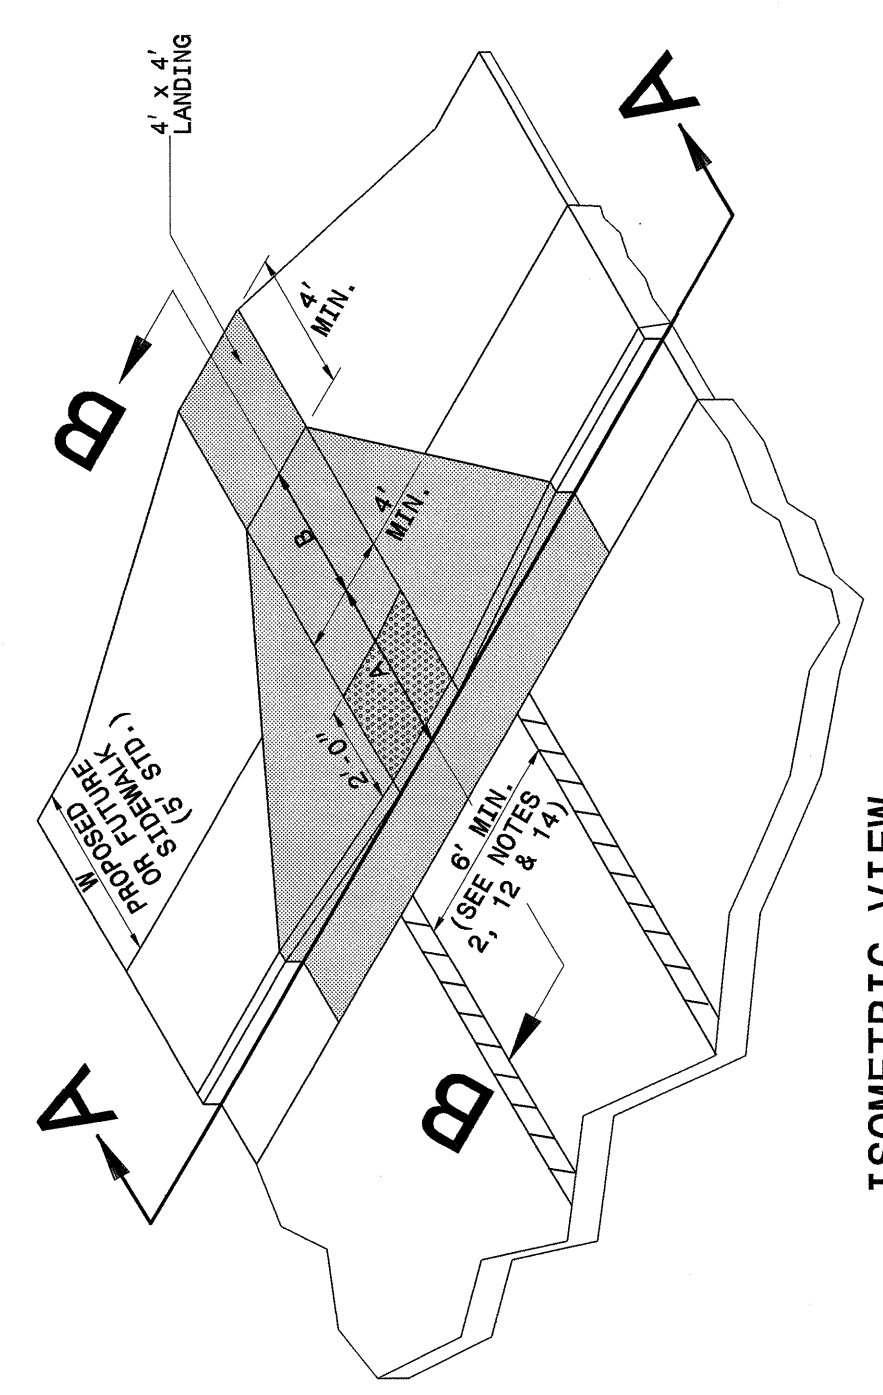 4' x 4'
LANDING
A
B
4'
MIN.
B
4'
MIN.
A
2'-0"
W
PROPOSED
OR FUTURE
SIDEWALK
(5' STD.)
6' MIN.
(SEE NOTES
2, 12 & 14)
A
B
ISOMETRIC VIEW